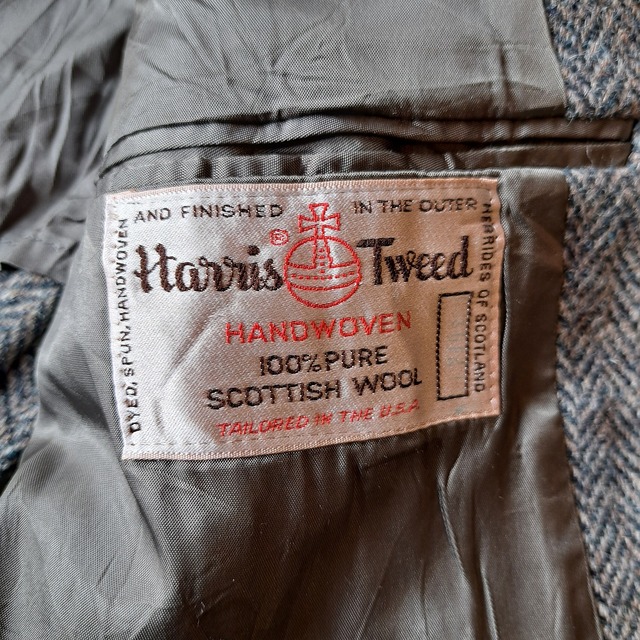 DYED, SPUN, HANDWOVEN
AND FINISHED IN THE OUTER
HEBRIDES OF SCOTLAND
Harris ® Tweed
HANDWOVEN
100% PURE
SCOTTISH WOOL
TAILORED IN THE U.S.A.